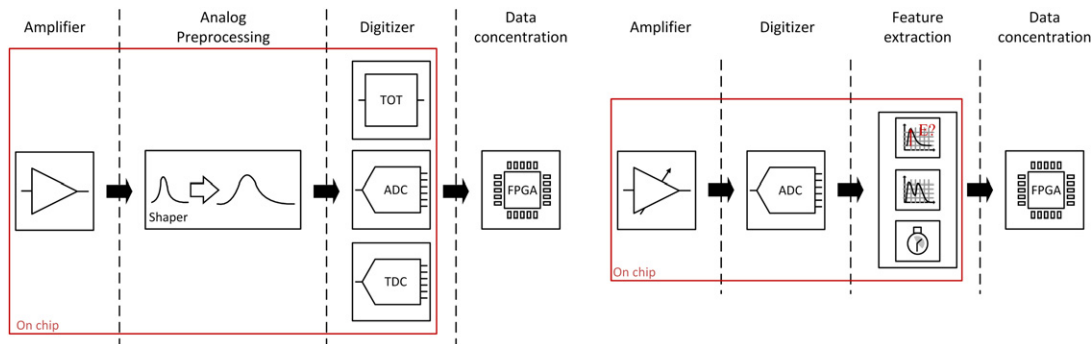 Amplifier
Analog
Preprocessing
Digitizer
Data
concentration
TOT
ADC
TDC
Shaper
FPGA
On chip
Amplifier
Digitizer
Feature
extraction
Data
concentration
E?
ADC
FPGA
On chip